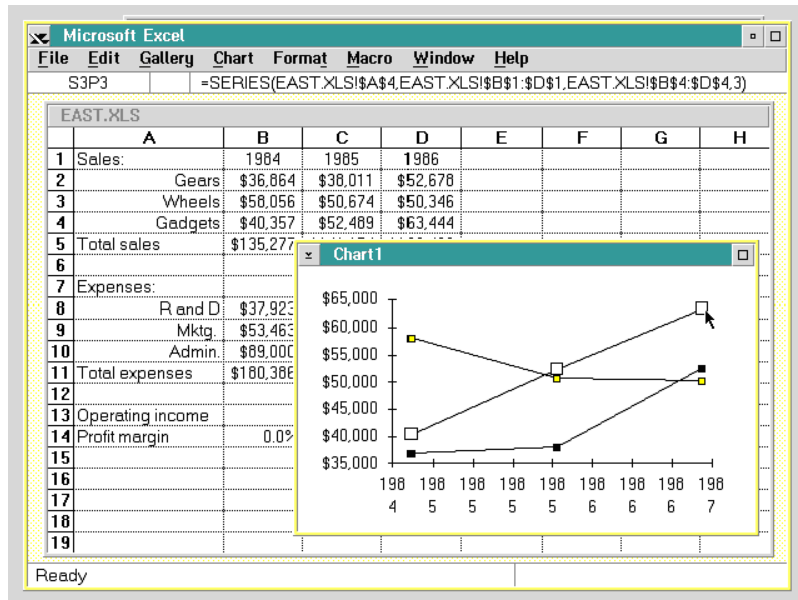 Microsoft Excel
File Edit Gallery Chart Format Macro Window Help
S3P3 =SERIES(EAST.XLS!$A$4,EAST.XLS!$B$1:$D$1,EAST.XLS!$B$4:$D$4,3)
EAST.XLS
A B C D E F G H
1 Sales: 1984 1985 1986
2 Gears $36,864 $38,011 $52,678
3 Wheels $58,056 $50,674 $50,346
4 Gadgets $40,357 $52,489 $63,444
5 Total sales $135,277
6
7 Expenses:
8 R and D $37,923
9 Mktg. $53,463
10 Admin. $89,000
11 Total expenses $180,386
12
13 Operating income
14 Profit margin 0.0%
15
16
17
18
19
Chart1
$65,000
$60,000
$55,000
$50,000
$45,000
$40,000
$35,000
198 198 198 198 198 198 198 198 198
4 5 5 5 5 6 6 6 7
Ready